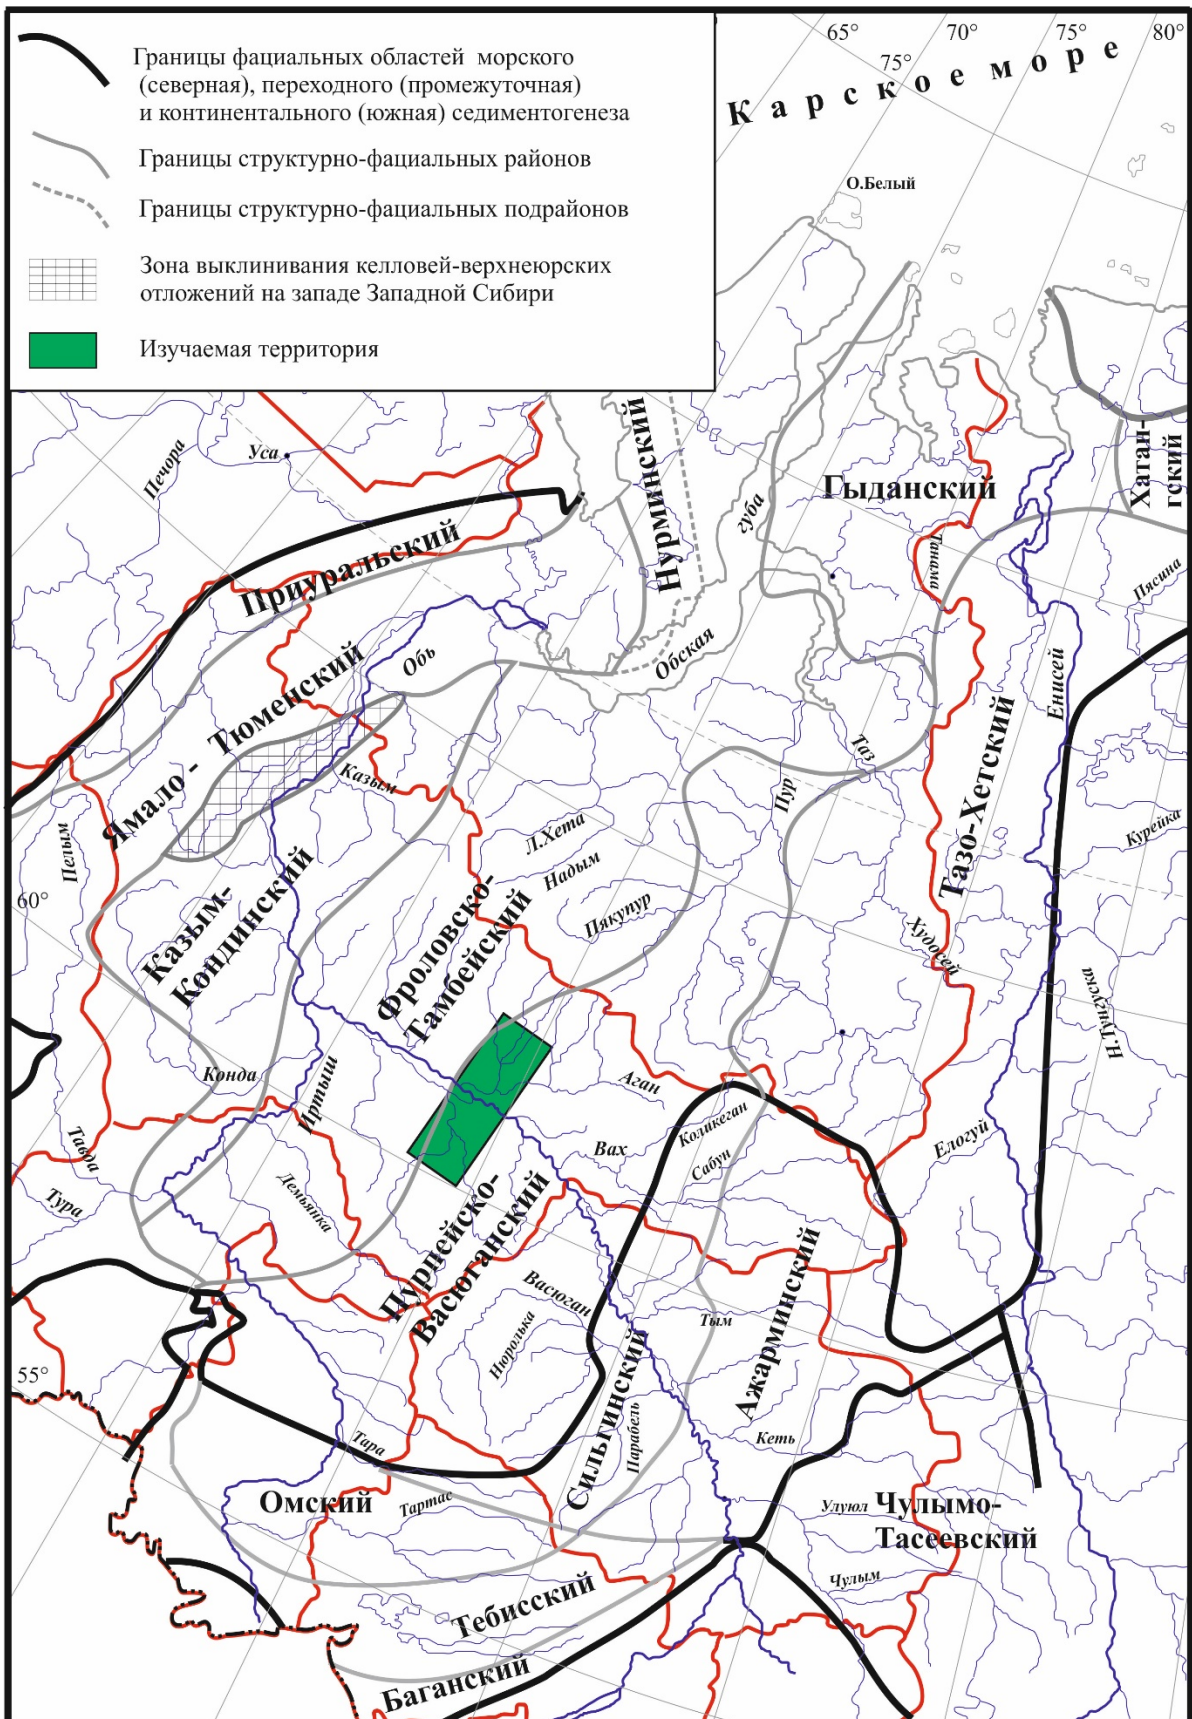 Границы фациальных областей морского
(северная), переходного (промежуточная)
и континентального (южная) седиментогенеза
Границы структурно-фациальных районов
Границы структурно-фациальных подрайонов
Зона выклинивания келловей-верхнеюрских
отложений на западе Западной Сибири
Изучаемая территория
65°
70°
75°
80°
75°
Карское море
О.Белый
Печора
Уса
Нурминский
губа
Гыданский
Хатан-
гский
Приуральский
Танама
Пясина
Обская
Обь
Енисей
Ямало - Тюменский
Казым
Таз
Пур
Тазо-Хетский
Курейка
Пелым
Л.Хета
Надым
Пякупур
60°
Казым-
Кондинский
Фроловско-
Тамбейский
Худосей
Н.Тунгуска
Конда
Иртыш
Аган
Коликеган
Вах
Сабун
Елогуй
Тавда
Тура
Демьянка
Пурпейско-
Васюганский
Васюган
Нюролька
Тым
Ажарминский
55°
Сильгинский
Парабель
Кеть
Тара
Омский
Тартас
Улуюл
Чулымо-
Тасеевский
Чулым
Тебисский
Баганский